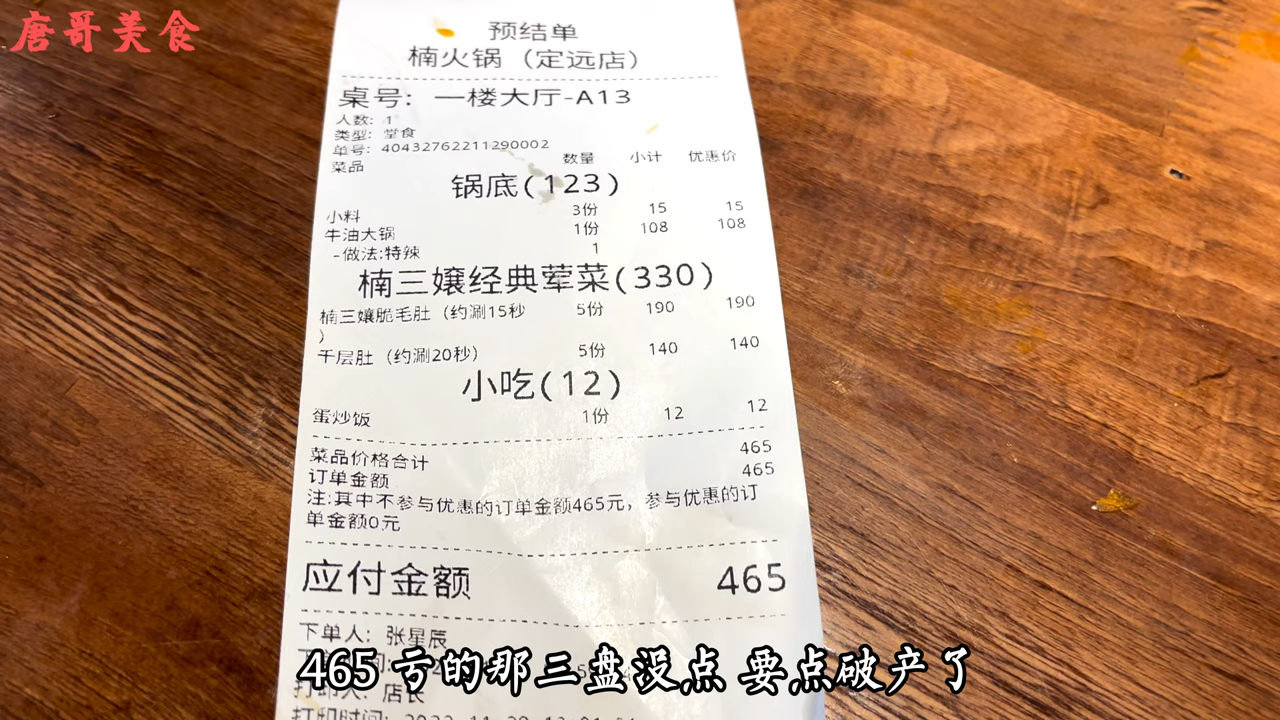 唐哥美食
预结单
楠火锅（定远店）
桌号：一楼大厅-A13
人数：1
类型：堂食
单号：40432762211290002
菜品 数量 小计 优惠价
锅底(123)
小料 3份 15 15
牛油大锅 1份 108 108
-做法:特辣 1
楠三嬢经典荤菜(330)
楠三嬢脆毛肚（约涮15秒 5份 190 190
）
千层肚（约涮20秒） 5份 140 140
小吃(12)
蛋炒饭 1份 12 12
菜品价格合计 465
订单金额 465
注:其中不参与优惠的订单金额465元，参与优惠的订
单金额0元
应付金额 465
下单人：张星辰
打印人：店长
打印时间：
465 亏的那三盘没点 要点破产了